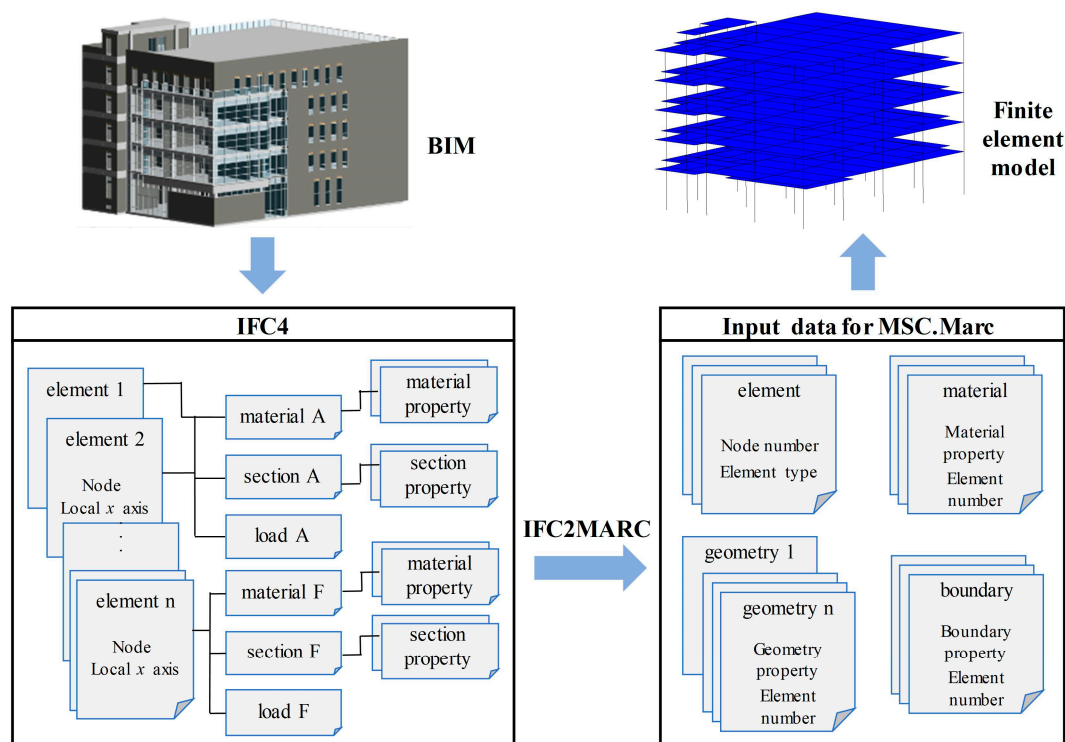 BIM
Finite
element
model
IFC4
element 1
element 2
Node
Local x axis
.
.
.
element n
Node
Local x axis
material A
section A
load A
material F
section F
load F
material
property
section
property
material
property
section
property
IFC2MARC
Input data for MSC.Marc
element
Node number
Element type
material
Material
property
Element
number
geometry 1
geometry n
Geometry
property
Element
number
boundary
Boundary
property
Element
number